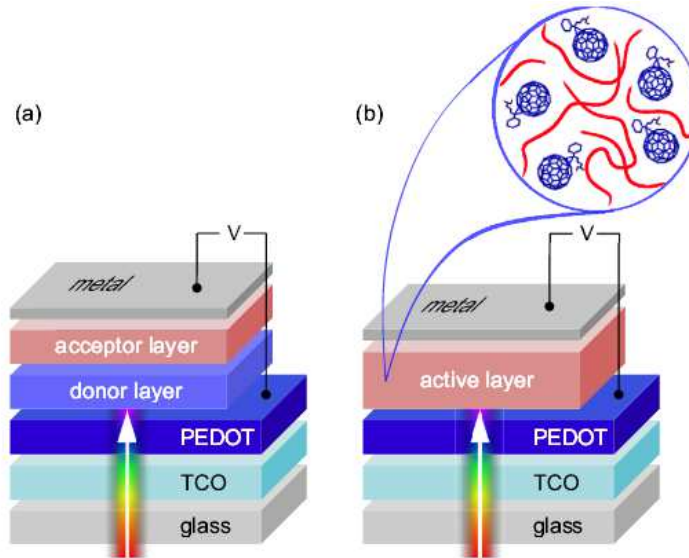 (a)
V
metal
acceptor layer
donor layer
PEDOT
TCO
glass
(b)
V
metal
active layer
PEDOT
TCO
glass